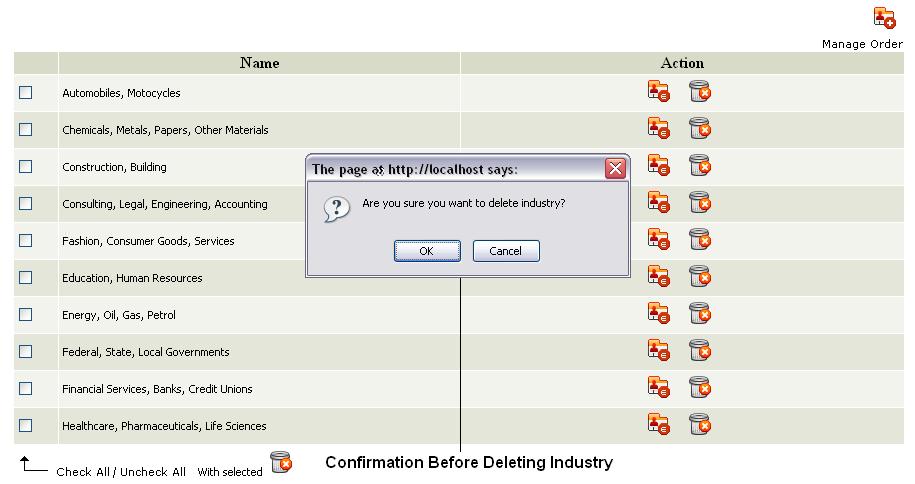 Manage Order
Name Action
Automobiles, Motocycles
Chemicals, Metals, Papers, Other Materials
Construction, Building
The page at http://localhost says:
Consulting, Legal, Engineering, Accounting
Are you sure you want to delete industry?
Fashion, Consumer Goods, Services
OK Cancel
Education, Human Resources
Energy, Oil, Gas, Petrol
Federal, State, Local Governments
Financial Services, Banks, Credit Unions
Healthcare, Pharmaceuticals, Life Sciences
Check All / Uncheck All With selected
Confirmation Before Deleting Industry